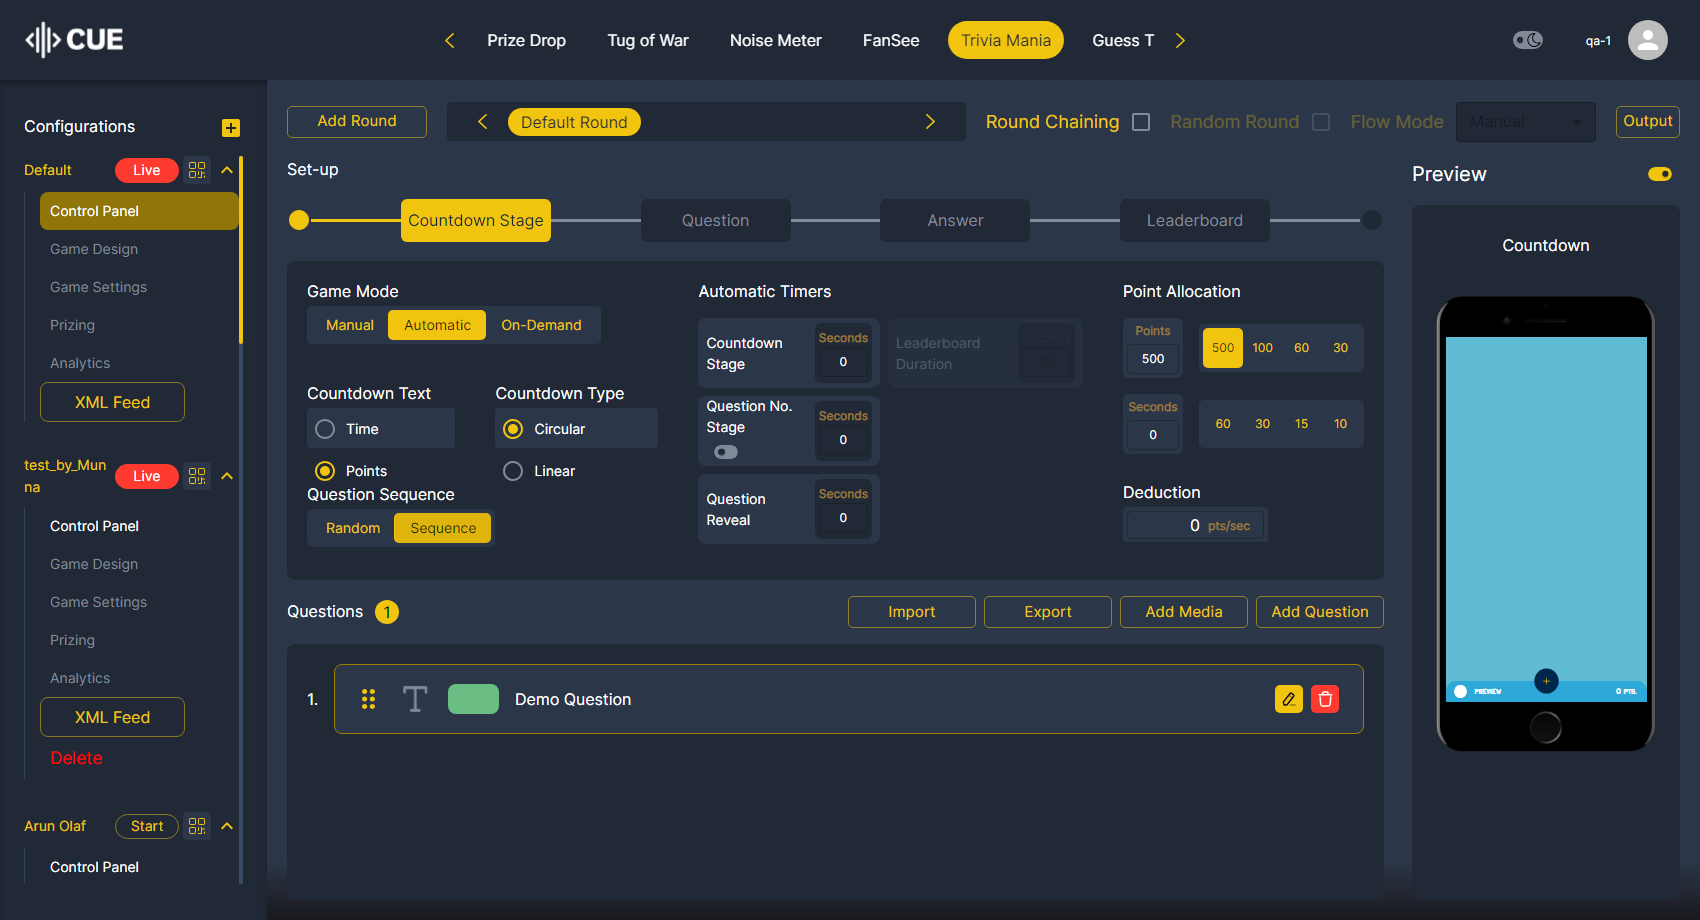 CUE
Prize Drop
Tug of War
Noise Meter
FanSee
Trivia Mania
Guess T
qa-1
Configurations
Default
Live
Control Panel
Game Design
Game Settings
Prizing
Analytics
XML Feed
test_by_Mun
na
Live
Control Panel
Game Design
Game Settings
Prizing
Analytics
XML Feed
Delete
Arun Olaf
Start
Control Panel
Add Round
Default Round
Round Chaining
Random Round
Flow Mode
Manual
Output
Set-up
Countdown Stage
Question
Answer
Leaderboard
Game Mode
Manual
Automatic
On-Demand
Countdown Text
Time
Points
Countdown Type
Circular
Linear
Question Sequence
Random
Sequence
Automatic Timers
Countdown
Stage
Seconds
0
Leaderboard
Duration
Seconds
10
Question No.
Stage
Seconds
0
Question
Reveal
Seconds
0
Point Allocation
Points
500
500
100
60
30
Seconds
0
60
30
15
10
Deduction
0 pts/sec
Questions
1
Import
Export
Add Media
Add Question
1.
T
Demo Question
Preview
Countdown
PREVIEW
0 PTS.